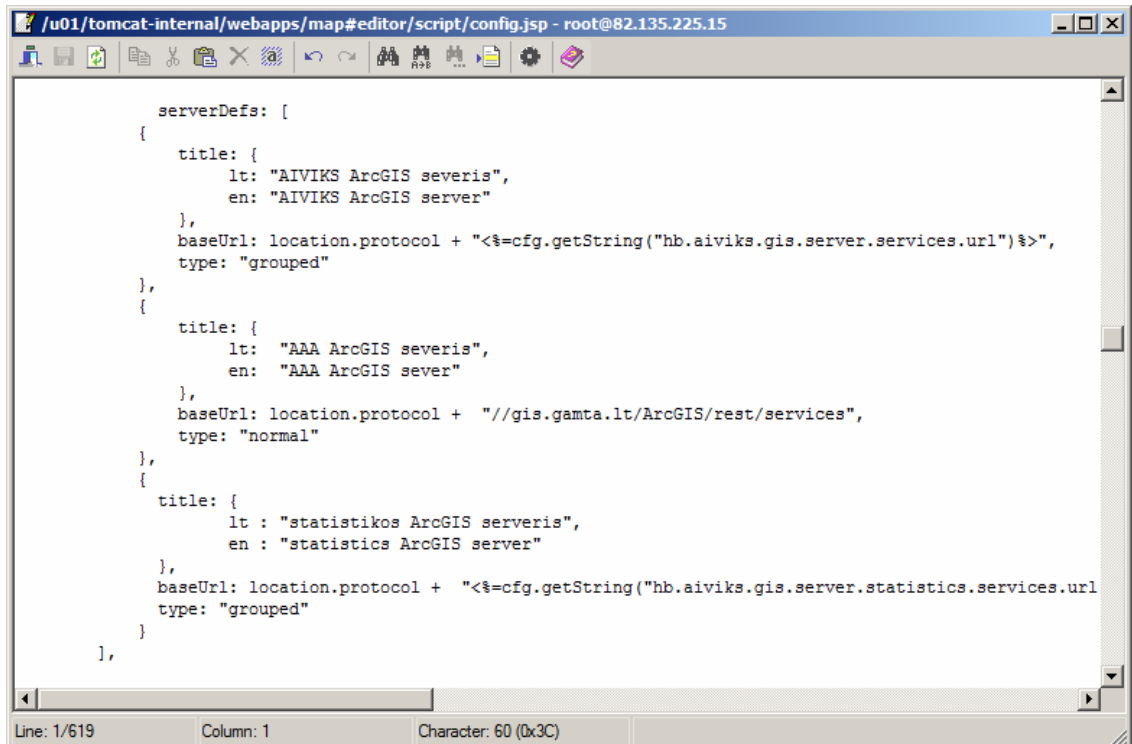 /u01/tomcat-internal/webapps/map#editor/script/config.jsp - root@82.135.225.15
serverDefs: [
{
title: {
lt: "AIVIKS ArcGIS severis",
en: "AIVIKS ArcGIS server"
},
baseUrl: location.protocol + "<%=cfg.getString("hb.aiviks.gis.server.services.url")%>",
type: "grouped"
},
{
title: {
lt:  "AAA ArcGIS severis",
en:  "AAA ArcGIS sever"
},
baseUrl: location.protocol +  "//gis.gamta.lt/ArcGIS/rest/services",
type: "normal"
},
{
title: {
lt : "statistikos ArcGIS serveris",
en : "statistics ArcGIS server"
},
baseUrl: location.protocol +  "<%=cfg.getString("hb.aiviks.gis.server.statistics.services.url
type: "grouped"
}
],
Line: 1/619 Column: 1 Character: 60 (0x3C)